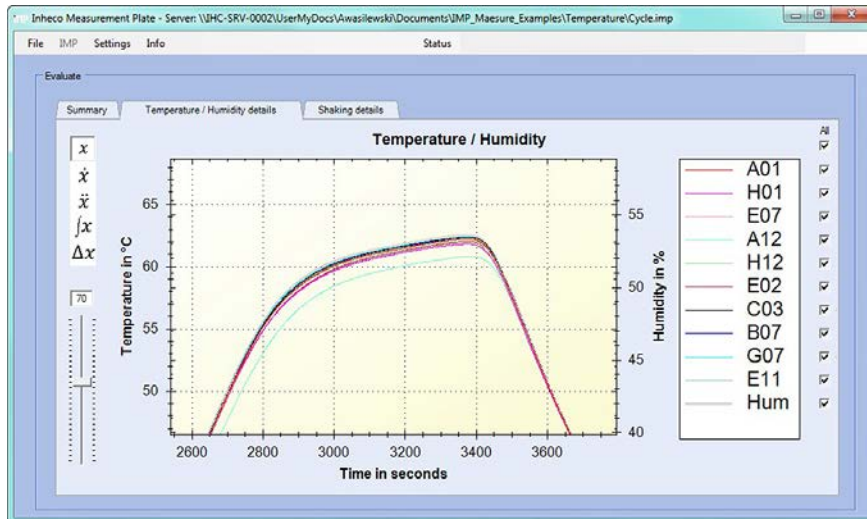 Inheco Measurement Plate - Server: \\IHC-SRV-0002\UserMyDocs\Awasilewski\Documents\IMP_Maesure_Examples\Temperature\Cycle.imp
File IMP Settings Info Status
Evaluate
Summary Temperature / Humidity details Shaking details
Temperature / Humidity
All
x
ẋ
ẍ
∫x
Δx
70
Temperature in °C
65
60
55
50
55
50
45
40
Humidity in %
2600 2800 3000 3200 3400 3600
Time in seconds
A01
H01
E07
A12
H12
E02
C03
B07
G07
E11
Hum